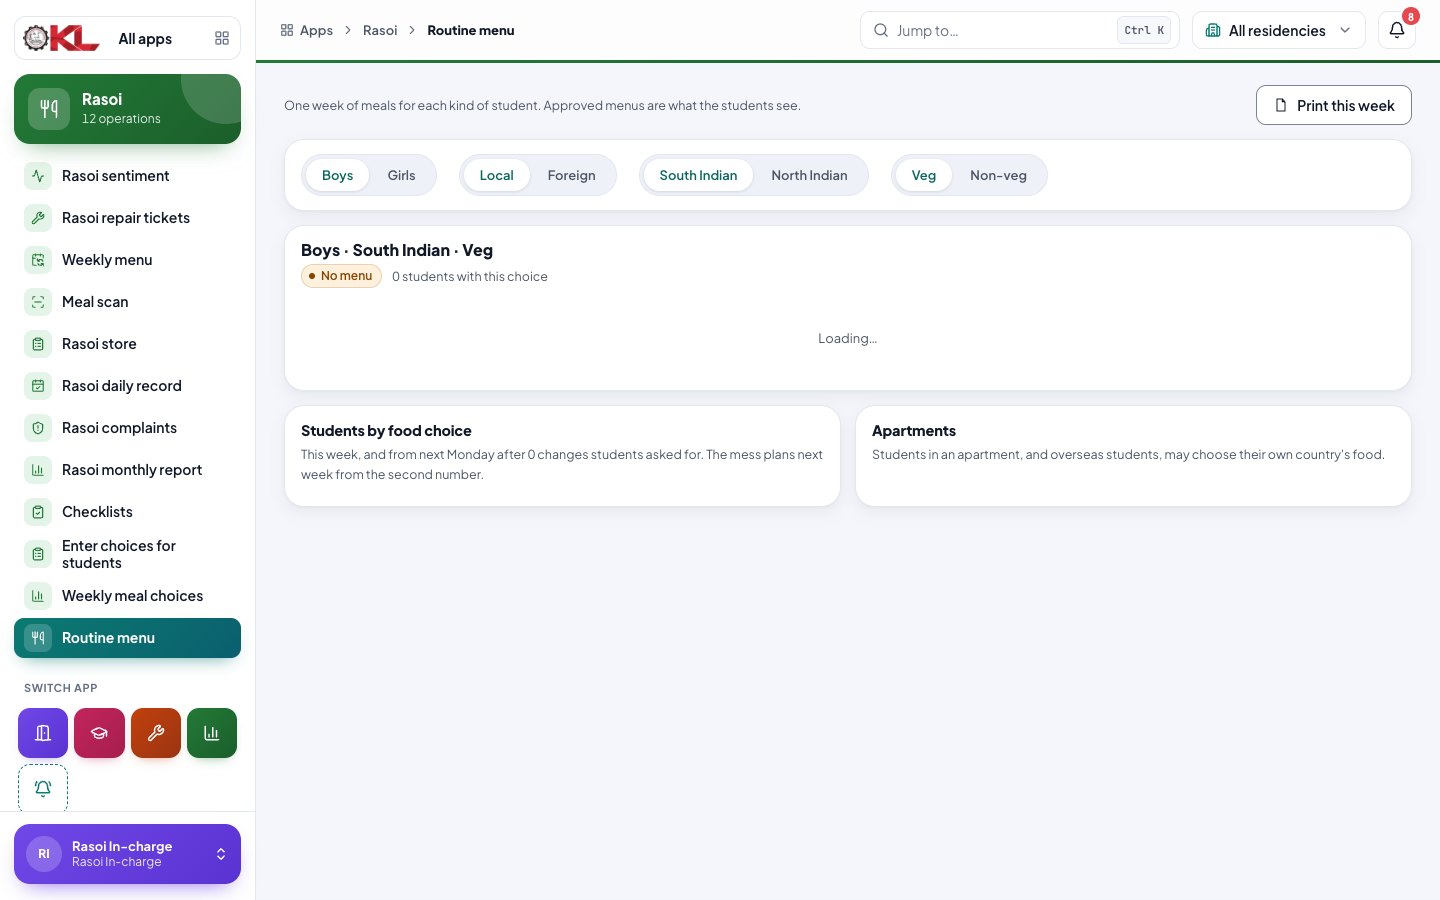 KL
All apps
Rasoi
12 operations
Rasoi sentiment
Rasoi repair tickets
Weekly menu
Meal scan
Rasoi store
Rasoi daily record
Rasoi complaints
Rasoi monthly report
Checklists
Enter choices for
students
Weekly meal choices
Routine menu
SWITCH APP
RI
Rasoi In-charge
Rasoi In-charge
Apps
Rasoi
Routine menu
Jump to...
Ctrl K
All residencies
8
One week of meals for each kind of student. Approved menus are what the students see.
Print this week
Boys Girls
Local Foreign
South Indian North Indian
Veg Non-veg
Boys · South Indian · Veg
No menu
0 students with this choice
Loading...
Students by food choice
This week, and from next Monday after 0 changes students asked for. The mess plans next
week from the second number.
Apartments
Students in an apartment, and overseas students, may choose their own country's food.